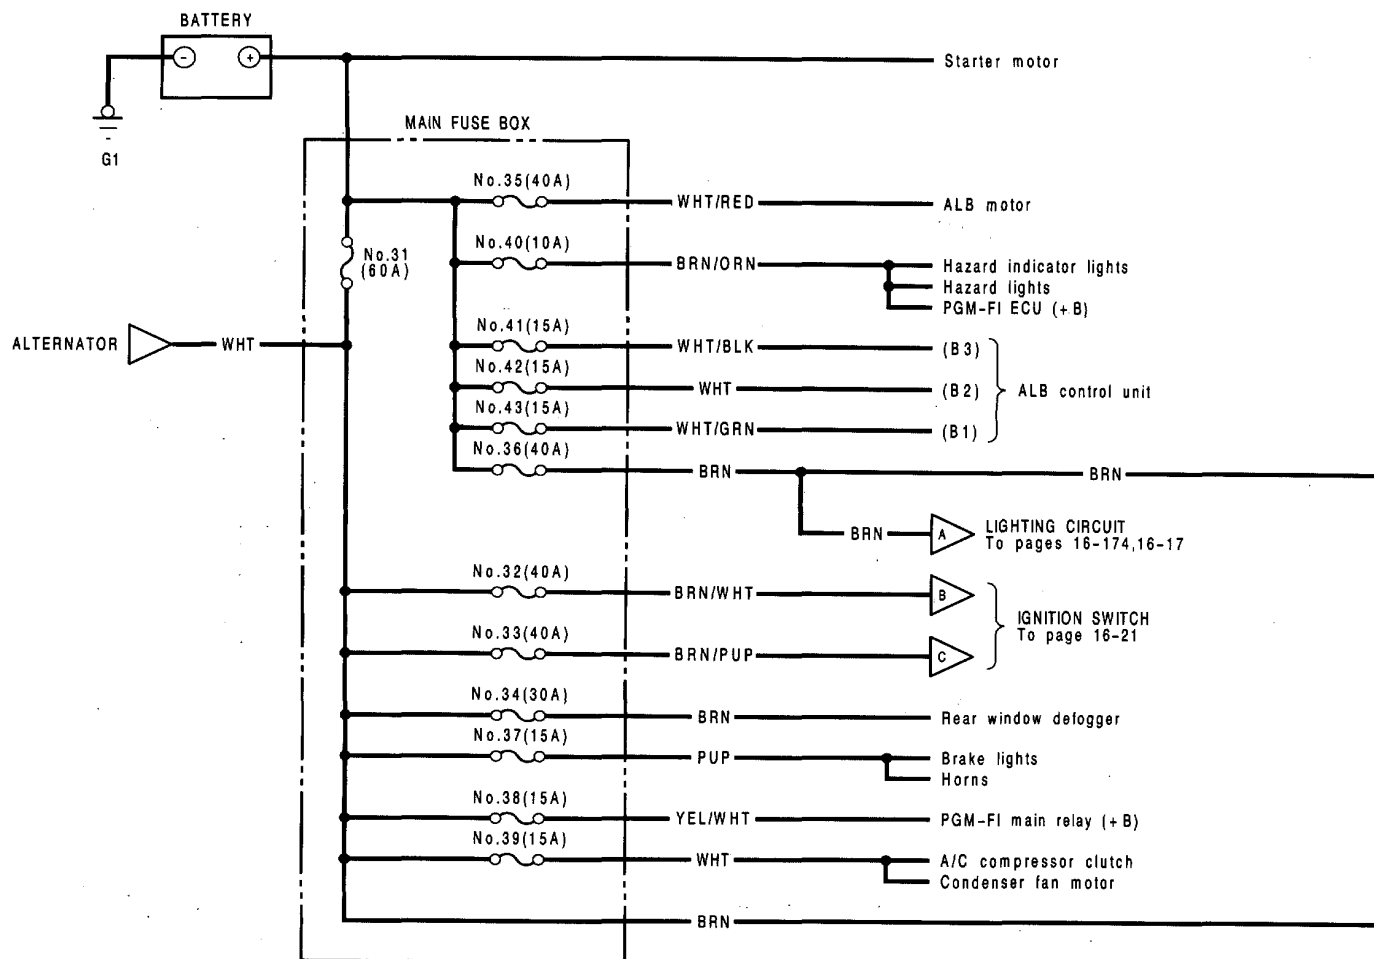 BATTERY
- +
Starter motor
G1
MAIN FUSE BOX
No.35(40A)
WHT/RED
ALB motor
No.31
(60A)
No.40(10A)
BRN/ORN
Hazard indicator lights
Hazard lights
PGM-FI ECU (+B)
ALTERNATOR
WHT
No.41(15A)
WHT/BLK
(B3)
No.42(15A)
WHT
(B2)
ALB control unit
No.43(15A)
WHT/GRN
(B1)
No.36(40A)
BRN
BRN
BRN
A
LIGHTING CIRCUIT
To pages 16-174,16-17
No.32(40A)
BRN/WHT
B
IGNITION SWITCH
To page 16-21
No.33(40A)
BRN/PUP
C
No.34(30A)
BRN
Rear window defogger
No.37(15A)
PUP
Brake lights
Horns
No.38(15A)
YEL/WHT
PGM-FI main relay (+B)
No.39(15A)
WHT
A/C compressor clutch
Condenser fan motor
BRN